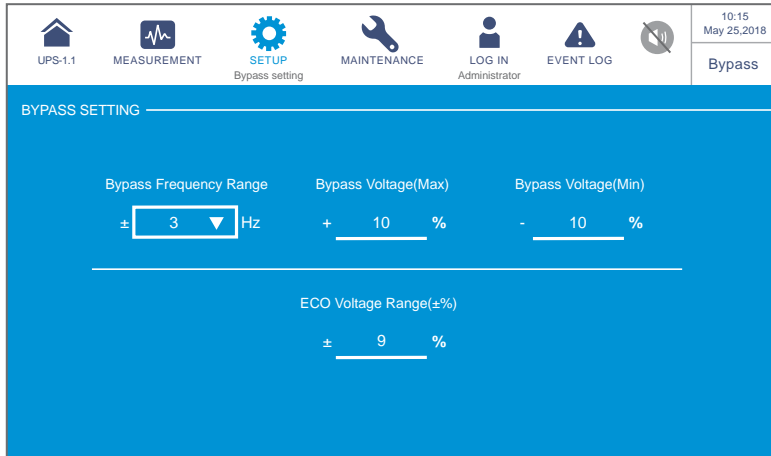 10:15
May 25,2018
UPS-1.1 MEASUREMENT SETUP MAINTENANCE LOG IN EVENT LOG
Bypass setting Administrator
Bypass
BYPASS SETTING
Bypass Frequency Range Bypass Voltage(Max) Bypass Voltage(Min)
± 3 Hz + 10 % - 10 %
ECO Voltage Range(±%)
± 9 %